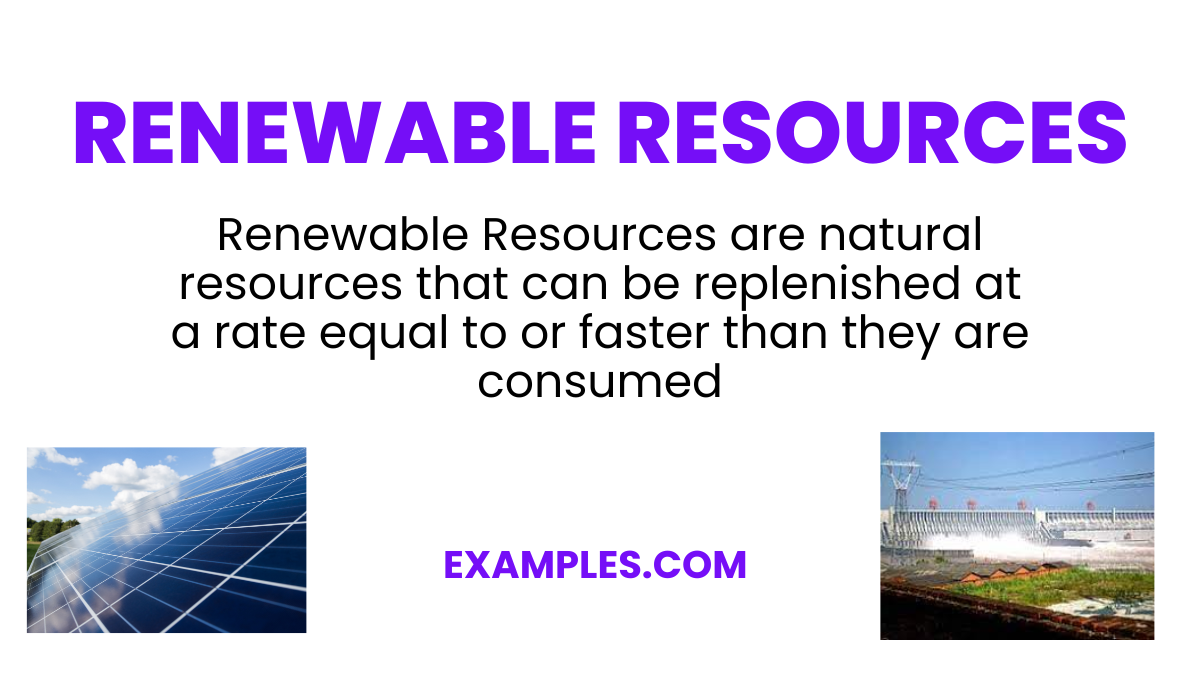 RENEWABLE RESOURCES
Renewable Resources are natural
resources that can be replenished at
a rate equal to or faster than they are
consumed
EXAMPLES.COM